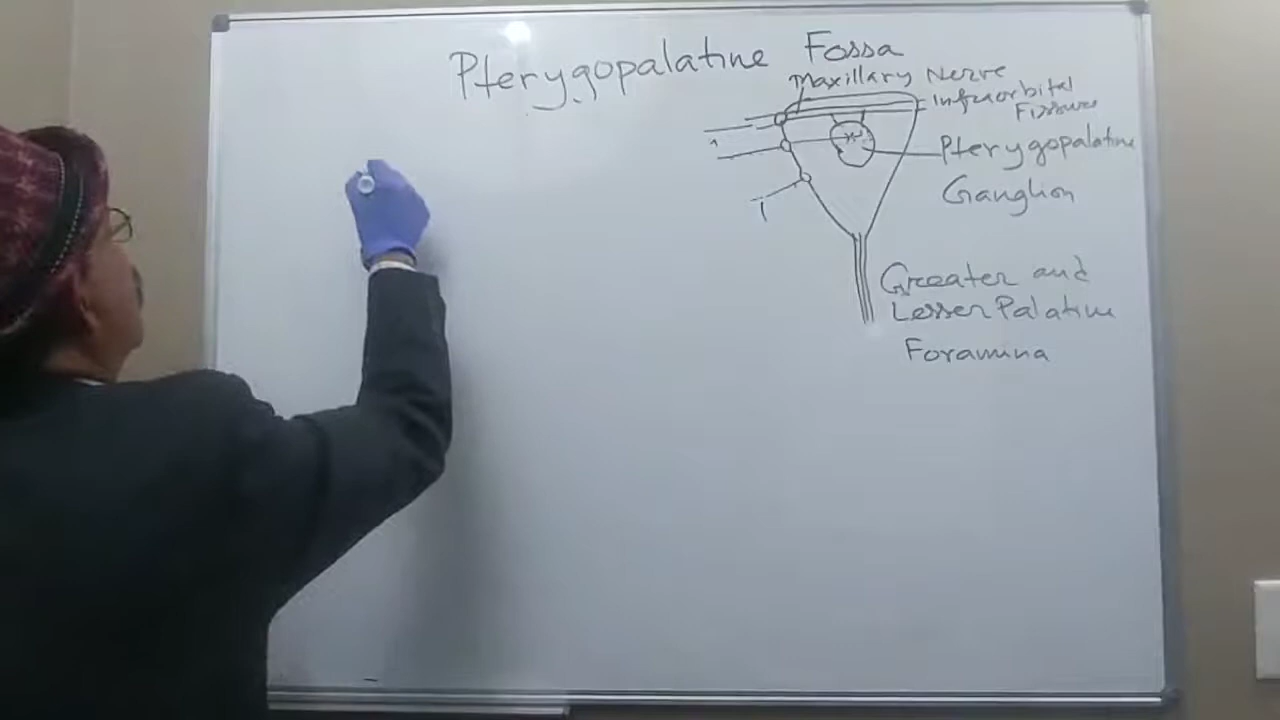 Pterygopalatine Fossa
Maxillary Nerve
Infraorbital
Fissure
Pterygopalatine
Ganglion
Greater and
Lesser Palatine
Foramina